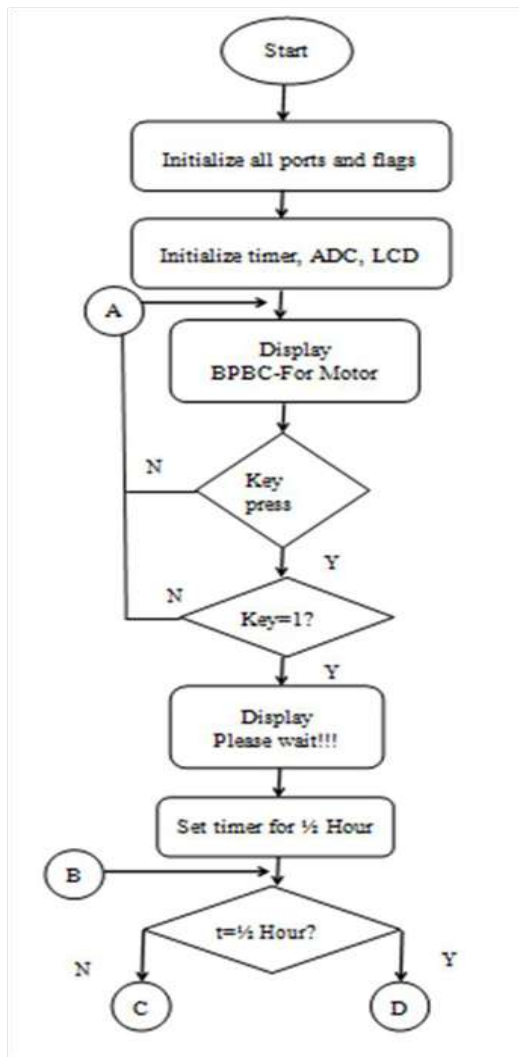 Start
Initialize all ports and flags
Initialize timer, ADC, LCD
A
Display
BPBC-For Motor
N
Key
press
Y
N
Key=1?
Y
Display
Please wait!!!
Set timer for ½ Hour
B
t=½ Hour?
N
Y
C
D